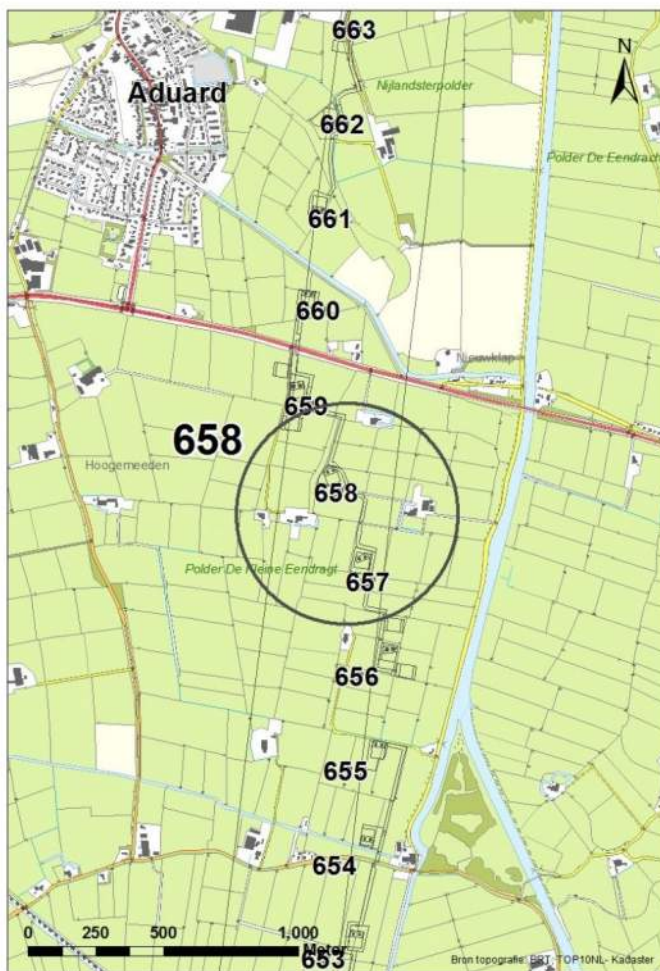 663
N
Nijlandsterpolder
Aduard
662
Polder De Eendracht
661
660
Nieuwklap
659
658
Hoogemeeden
658
Polder De Kleine Eendragt
657
656
655
654
0 250 500 1,000
Meter
653
Bron topografie: BRT, TOP10NL - Kadaster